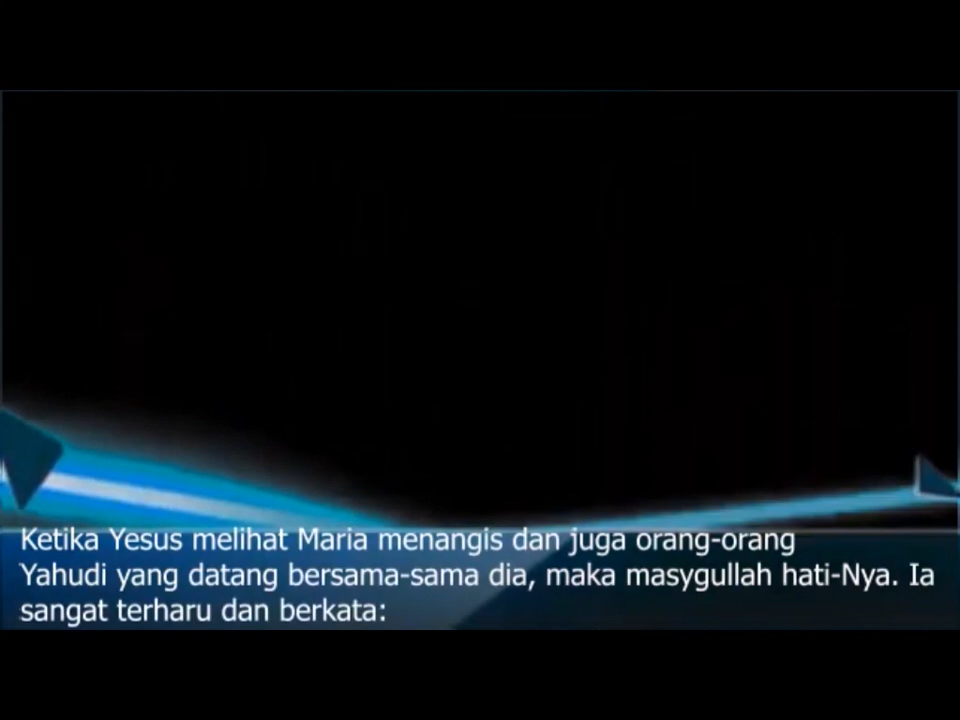 Ketika Yesus melihat Maria menangis dan juga orang-orang
Yahudi yang datang bersama-sama dia, maka masygullah hati-Nya. Ia
sangat terharu dan berkata: